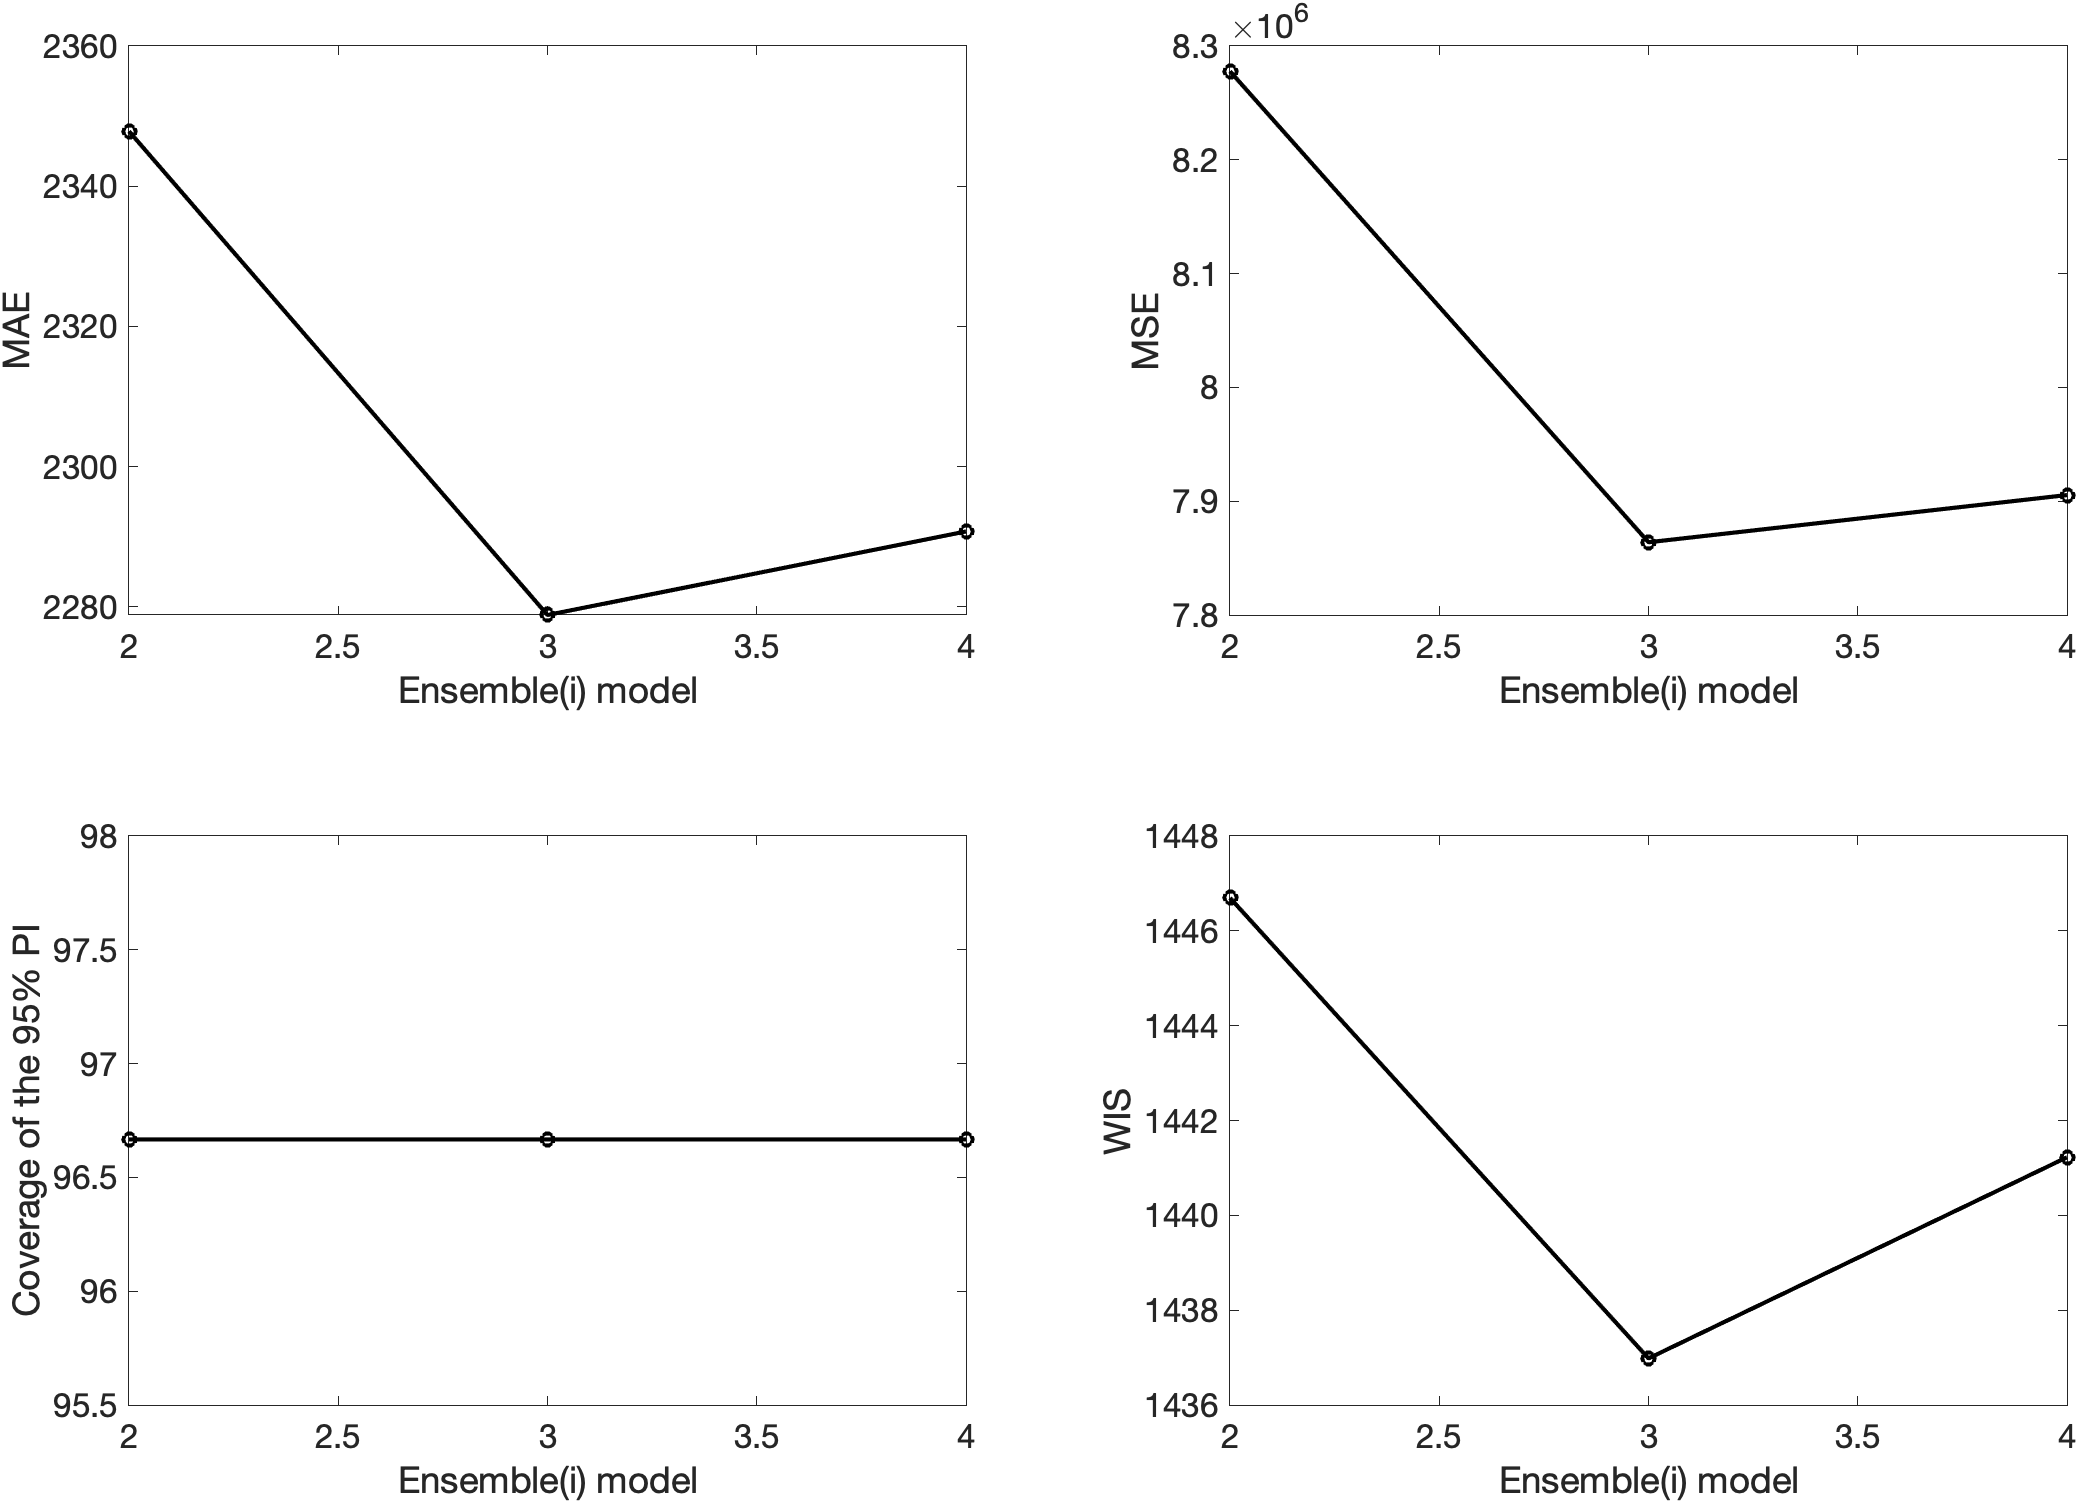 2360
2340
2320
2300
2280
MAE
2 2.5 3 3.5 4
Ensemble(i) model
×10⁶
8.3
8.2
8.1
8
7.9
7.8
MSE
2 2.5 3 3.5 4
Ensemble(i) model
98
97.5
97
96.5
96
95.5
Coverage of the 95% PI
2 2.5 3 3.5 4
Ensemble(i) model
1448
1446
1444
1442
1440
1438
1436
WIS
2 2.5 3 3.5 4
Ensemble(i) model